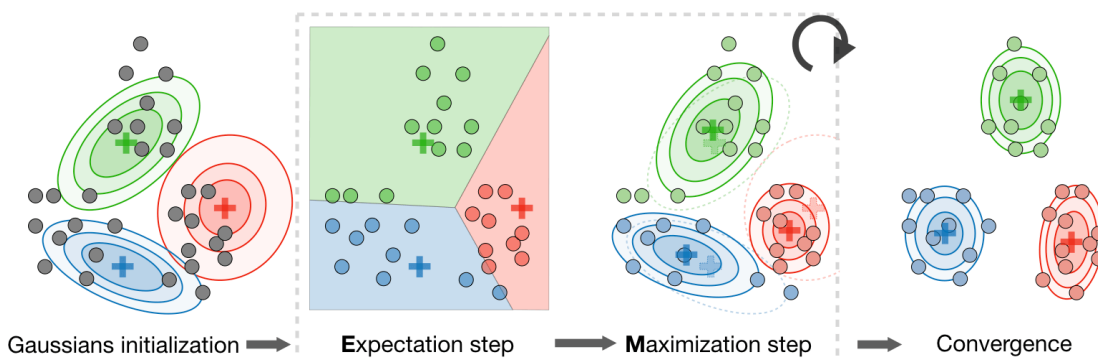 Gaussians initialization
Expectation step
Maximization step
Convergence